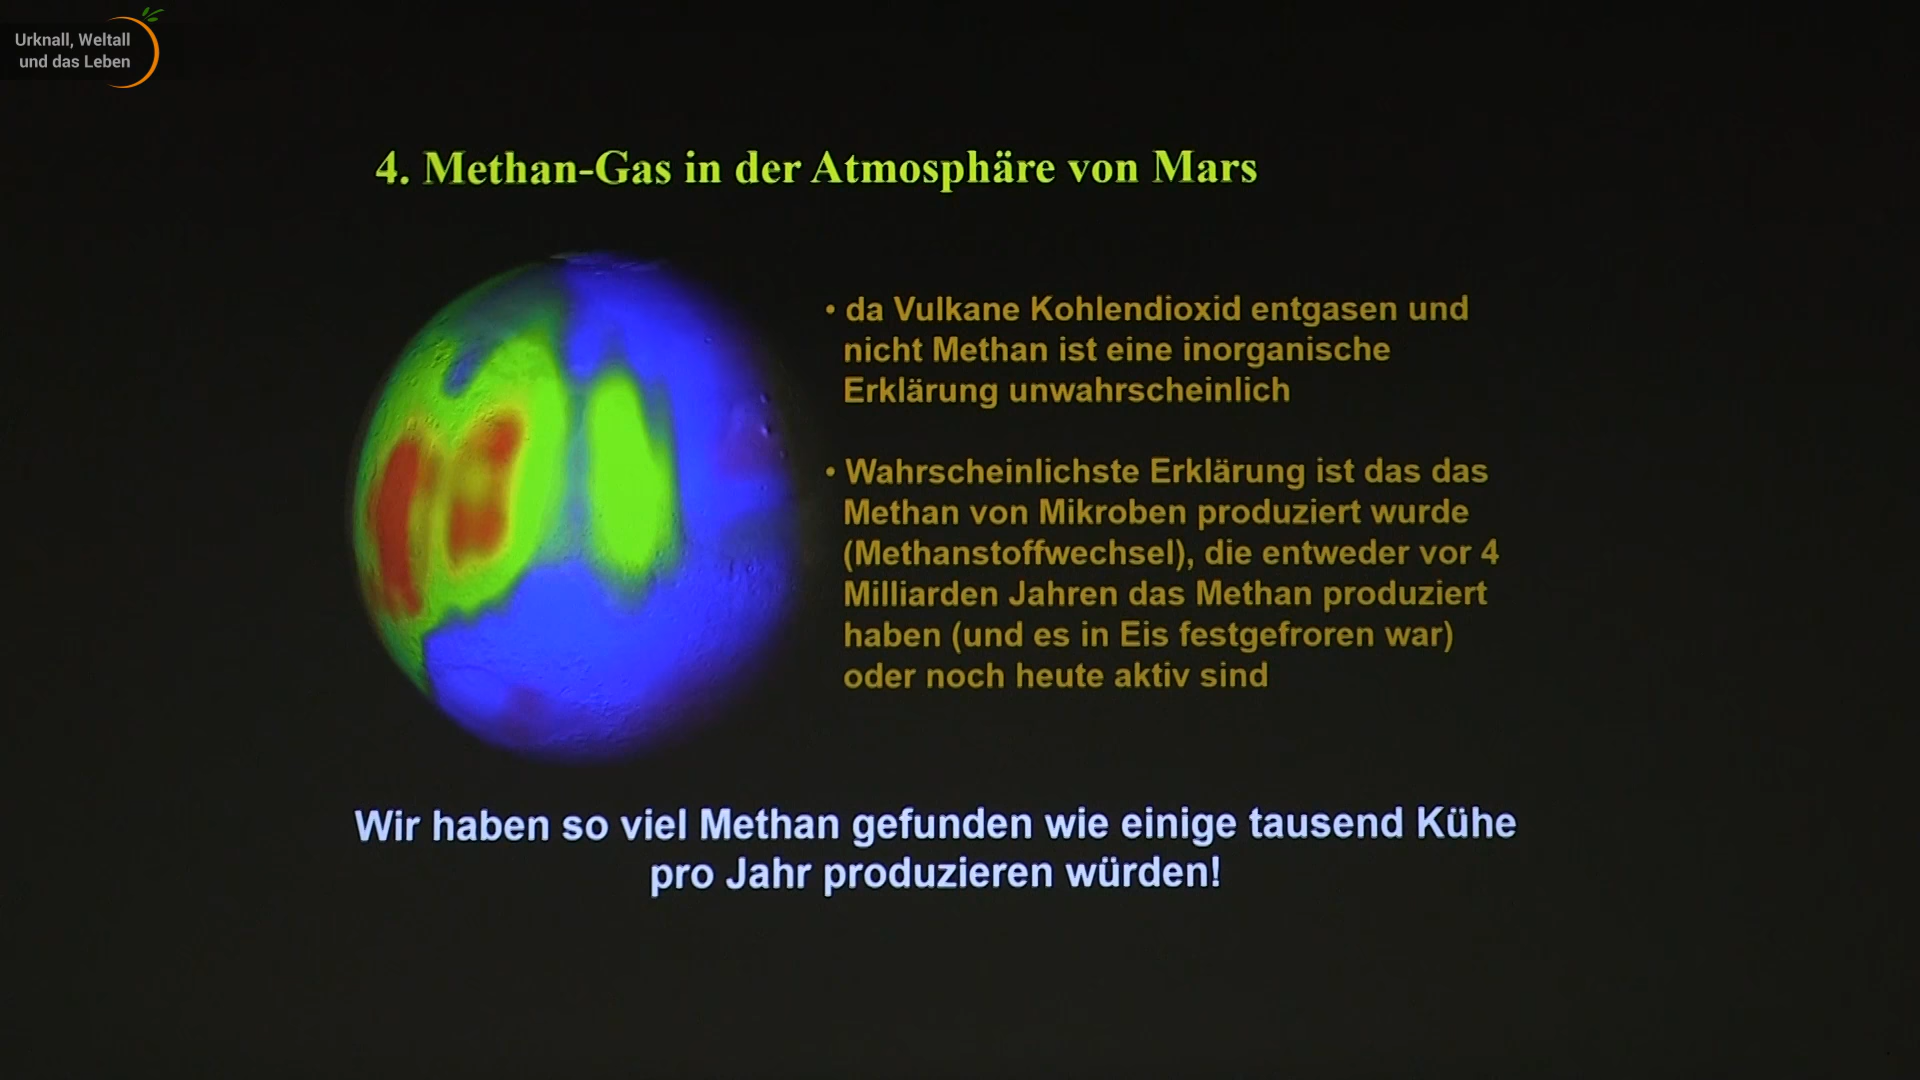 Urknall, Weltall
und das Leben
4. Methan-Gas in der Atmosphäre von Mars
• da Vulkane Kohlendioxid entgasen und
nicht Methan ist eine inorganische
Erklärung unwahrscheinlich
• Wahrscheinlichste Erklärung ist das das
Methan von Mikroben produziert wurde
(Methanstoffwechsel), die entweder vor 4
Milliarden Jahren das Methan produziert
haben (und es in Eis festgefroren war)
oder noch heute aktiv sind
Wir haben so viel Methan gefunden wie einige tausend Kühe
pro Jahr produzieren würden!